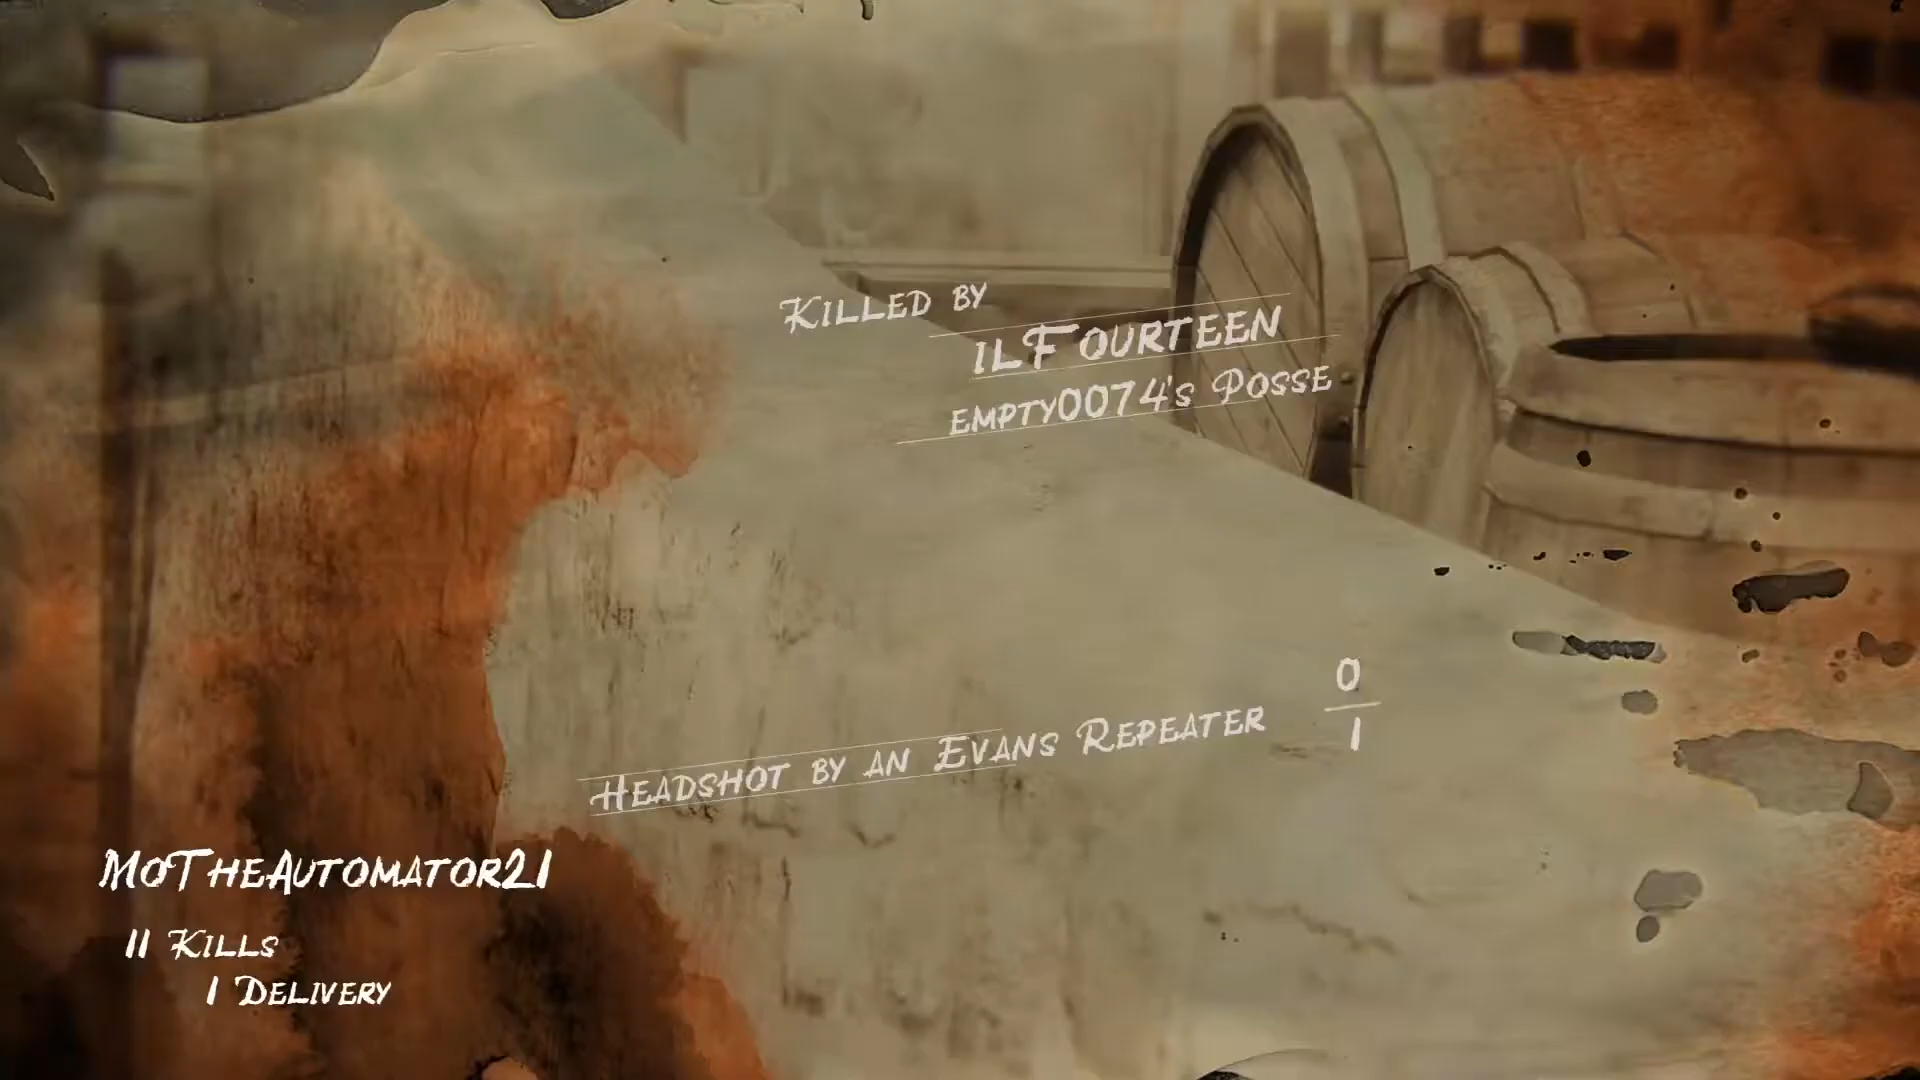 Killed by
ILFourteen
empty0074's Posse
0
1
Headshot by an Evans Repeater
MoTheAutomator21
11 Kills
1 Delivery